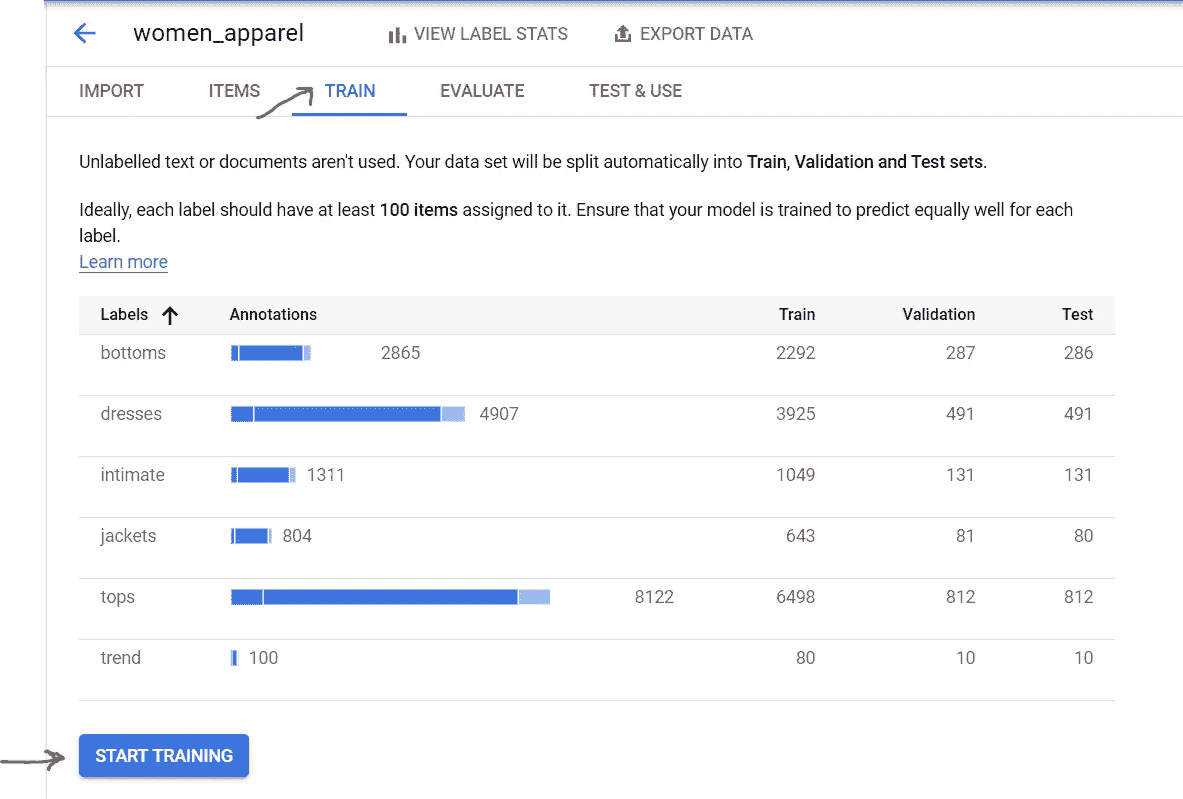 women_apparel VIEW LABEL STATS EXPORT DATA
IMPORT ITEMS TRAIN EVALUATE TEST & USE
Unlabelled text or documents aren't used. Your data set will be split automatically into Train, Validation and Test sets.
Ideally, each label should have at least 100 items assigned to it. Ensure that your model is trained to predict equally well for each
label.
Learn more
Labels Annotations Train Validation Test
bottoms 2865 2292 287 286
dresses 4907 3925 491 491
intimate 1311 1049 131 131
jackets 804 643 81 80
tops 8122 6498 812 812
trend 100 80 10 10
START TRAINING